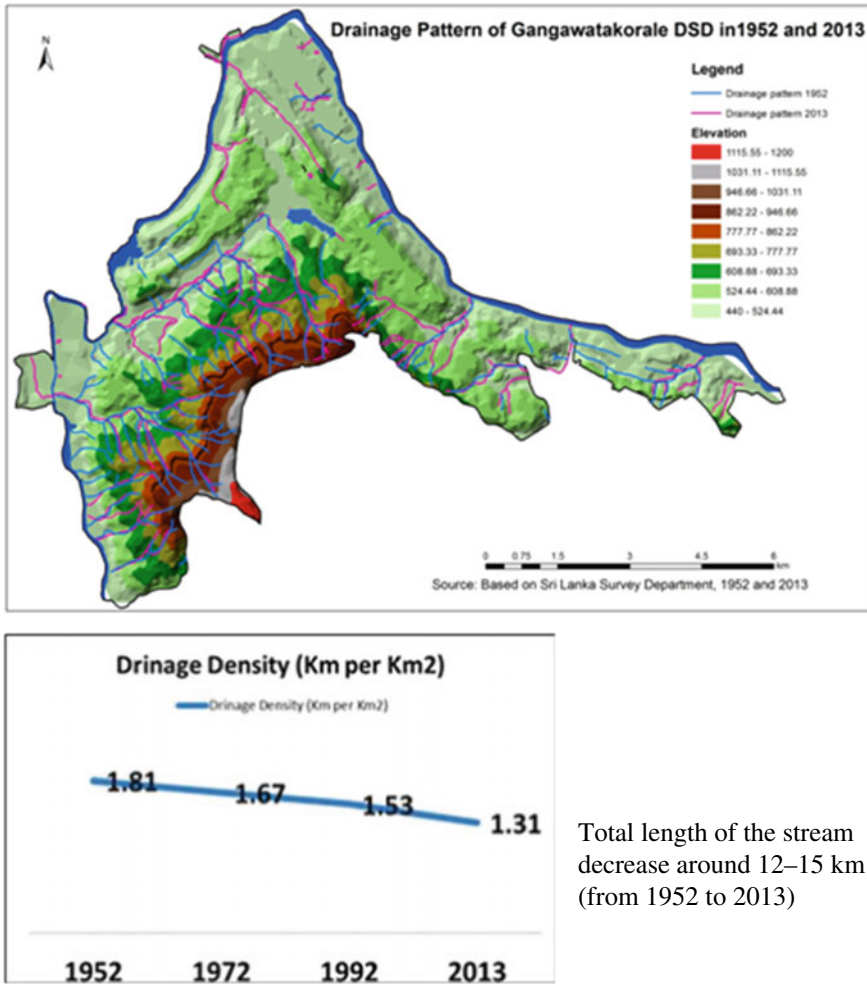 Drainage Pattern of Gangawatakorale DSD in1952 and 2013
N
Legend
Drainage pattern 1952
Drainage pattern 2013
Elevation
1115.55 - 1200
1031.11 - 1115.55
946.66 - 1031.11
862.22 - 946.66
777.77 - 862.22
693.33 - 777.77
608.88 - 693.33
524.44 - 608.88
440 - 524.44
0 0.75 1.5 3 4.5 6
km
Source: Based on Sri Lanka Survey Department, 1952 and 2013
Drinage Density (Km per Km2)
Drinage Density (Km per Km2)
1.81
1.67
1.53
1.31
1952 1972 1992 2013
Total length of the stream
decrease around 12–15 km
(from 1952 to 2013)